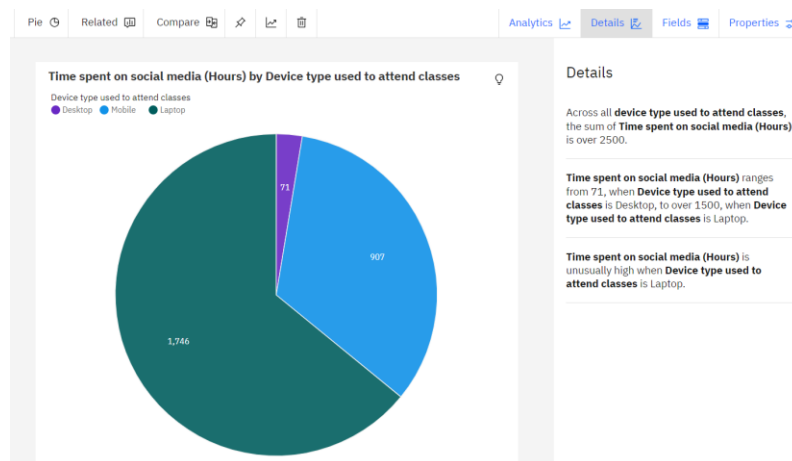 Pie Related Compare Analytics Details Fields Properties
Time spent on social media (Hours) by Device type used to attend classes
Device type used to attend classes
Desktop Mobile Laptop
71
907
1,746
Details
Across all device type used to attend classes,
the sum of Time spent on social media (Hours)
is over 2500.
Time spent on social media (Hours) ranges
from 71, when Device type used to attend
classes is Desktop, to over 1500, when Device
type used to attend classes is Laptop.
Time spent on social media (Hours) is
unusually high when Device type used to
attend classes is Laptop.